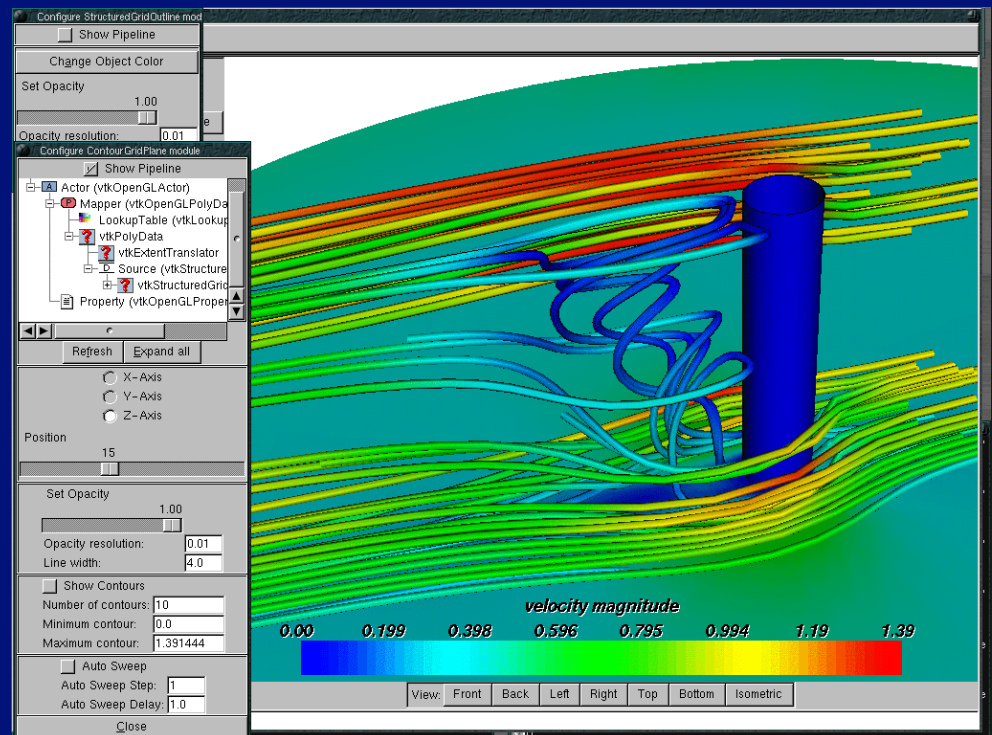 Configure StructuredGridOutline mod
Show Pipeline
Change Object Color
Set Opacity
1.00
Opacity resolution: 0.01
e
Configure ContourGridPlane module
Show Pipeline
A Actor (vtkOpenGLActor)
P Mapper (vtkOpenGLPolyDa
LookupTable (vtkLookup
? vtkPolyData
? vtkExtentTranslator
D Source (vtkStructure
? vtkStructuredGrid
Property (vtkOpenGLProper
Refresh Expand all
X-Axis
Y-Axis
Z-Axis
Position
15
Set Opacity
1.00
Opacity resolution: 0.01
Line width: 4.0
Show Contours
Number of contours: 10
Minimum contour: 0.0
Maximum contour: 1.391444
Auto Sweep
Auto Sweep Step: 1
Auto Sweep Delay: 1.0
Close
velocity magnitude
0.00 0.199 0.398 0.596 0.795 0.994 1.19 1.39
View: Front Back Left Right Top Bottom Isometric